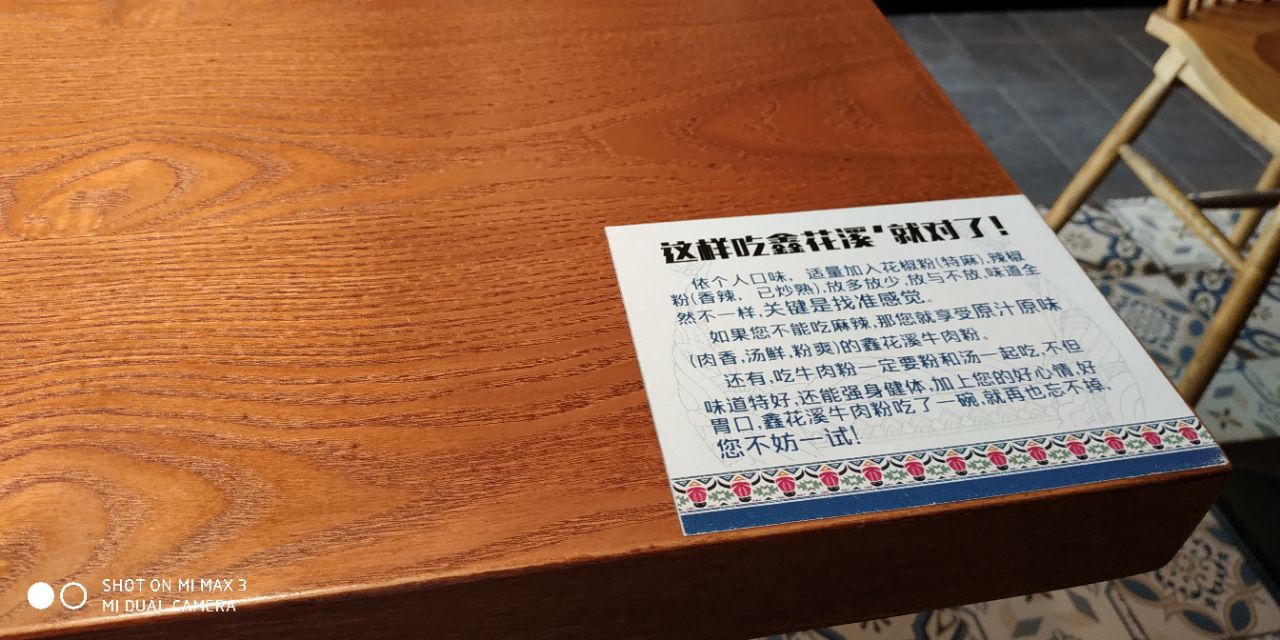 这样吃鑫花溪'就对了!
依个人口味，适量加入花椒粉(特麻).辣椒
粉(香辣，已炒熟),放多放少,放与不放,味道全
然不一样,关键是找准感觉。
如果您不能吃麻辣,那您就享受原汁原味
(肉香,汤鲜,粉爽)的鑫花溪牛肉粉。
还有,吃牛肉粉一定要粉和汤一起吃,不但
味道特好,还能强身健体,加上您的好心情,好
胃口,鑫花溪牛肉粉吃了一碗,就再也忘不掉,
您不妨一试!
SHOT ON MI MAX 3
MI DUAL CAMERA